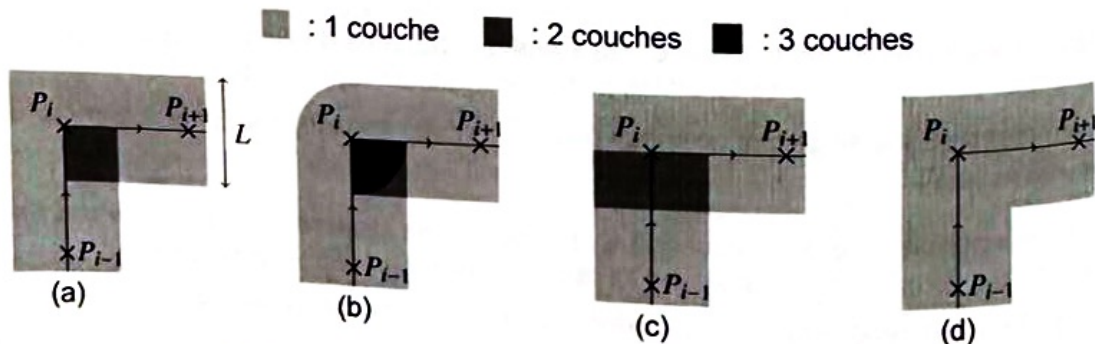 : 1 couche : 2 couches : 3 couches
P_i P_{i+1} L P_{i-1}
(a)
P_i P_{i+1} P_{i-1}
(b)
P_i P_{i+1} P_{i-1}
(c)
P_i P_{i+1} P_{i-1}
(d)